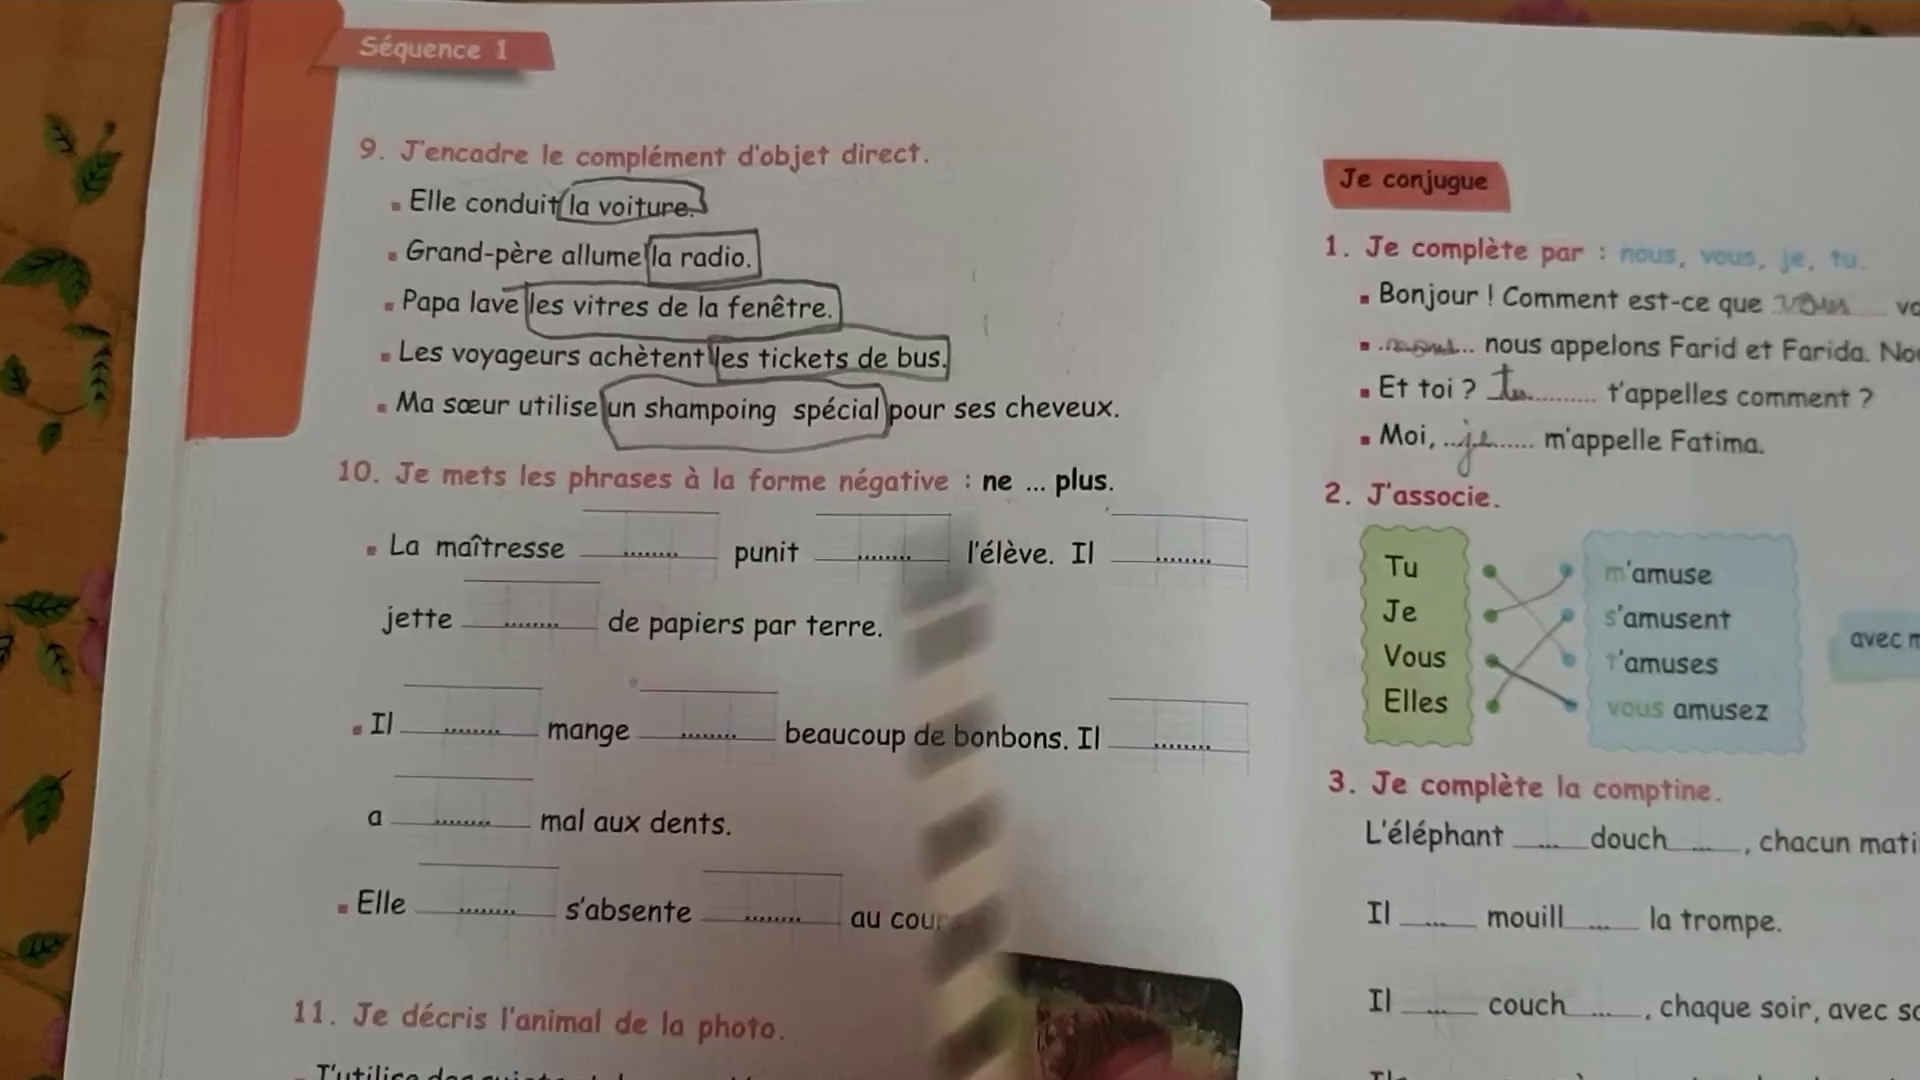 Séquence 1
9. J'encadre le complément d'objet direct.
Elle conduit la voiture.
Grand-père allume la radio.
Papa lave les vitres de la fenêtre.
Les voyageurs achètent les tickets de bus.
Ma sœur utilise un shampoing spécial pour ses cheveux.
10. Je mets les phrases à la forme négative : ne ... plus.
La maîtresse ........ punit ........ l'élève. Il ........
jette ........ de papiers par terre.
Il ........ mange ........ beaucoup de bonbons. Il ........
a ........ mal aux dents.
Elle ........ s'absente ........ au
11. Je décris l'animal de la photo.
Je conjugue
1. Je complète par : nous, vous, je, tu.
Bonjour ! Comment est-ce que vous
nous appelons Farid et Farida.
Et toi ? Tu t'appelles comment ?
Moi, je m'appelle Fatima.
2. J'associe.
Tu m'amuse
Je s'amusent
Vous t'amuses
Elles vous amusez
avec
3. Je complète la comptine.
L'éléphant ... douch ... , chacun
Il ... mouill ... la trompe.
Il ... couch ... , chaque soir, avec